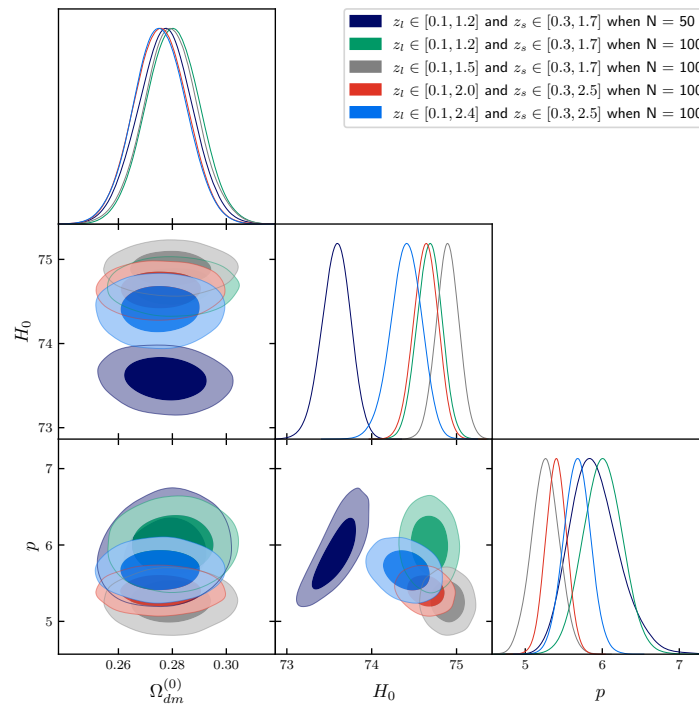 z_l ∈ [0.1, 1.2] and z_s ∈ [0.3, 1.7] when N = 50
z_l ∈ [0.1, 1.2] and z_s ∈ [0.3, 1.7] when N = 100
z_l ∈ [0.1, 1.5] and z_s ∈ [0.3, 1.7] when N = 100
z_l ∈ [0.1, 2.0] and z_s ∈ [0.3, 2.5] when N = 100
z_l ∈ [0.1, 2.4] and z_s ∈ [0.3, 2.5] when N = 100
75
74
73
H_0
7
6
5
p
0.26 0.28 0.30
73 74 75
5 6 7
Ω_{dm}^{(0)}
H_0
p